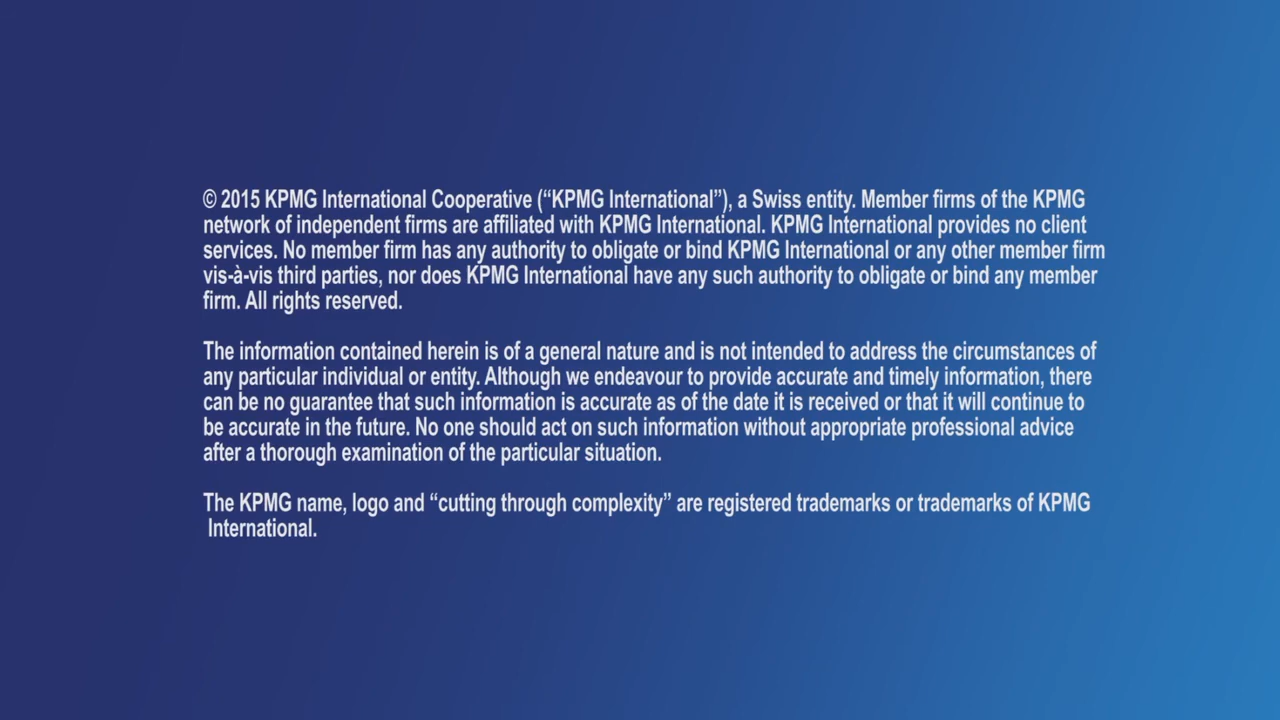 © 2015 KPMG International Cooperative (“KPMG International”), a Swiss entity. Member firms of the KPMG
network of independent firms are affiliated with KPMG International. KPMG International provides no client
services. No member firm has any authority to obligate or bind KPMG International or any other member firm
vis-à-vis third parties, nor does KPMG International have any such authority to obligate or bind any member
firm. All rights reserved.
The information contained herein is of a general nature and is not intended to address the circumstances of
any particular individual or entity. Although we endeavour to provide accurate and timely information, there
can be no guarantee that such information is accurate as of the date it is received or that it will continue to
be accurate in the future. No one should act on such information without appropriate professional advice
after a thorough examination of the particular situation.
The KPMG name, logo and “cutting through complexity” are registered trademarks or trademarks of KPMG
International.